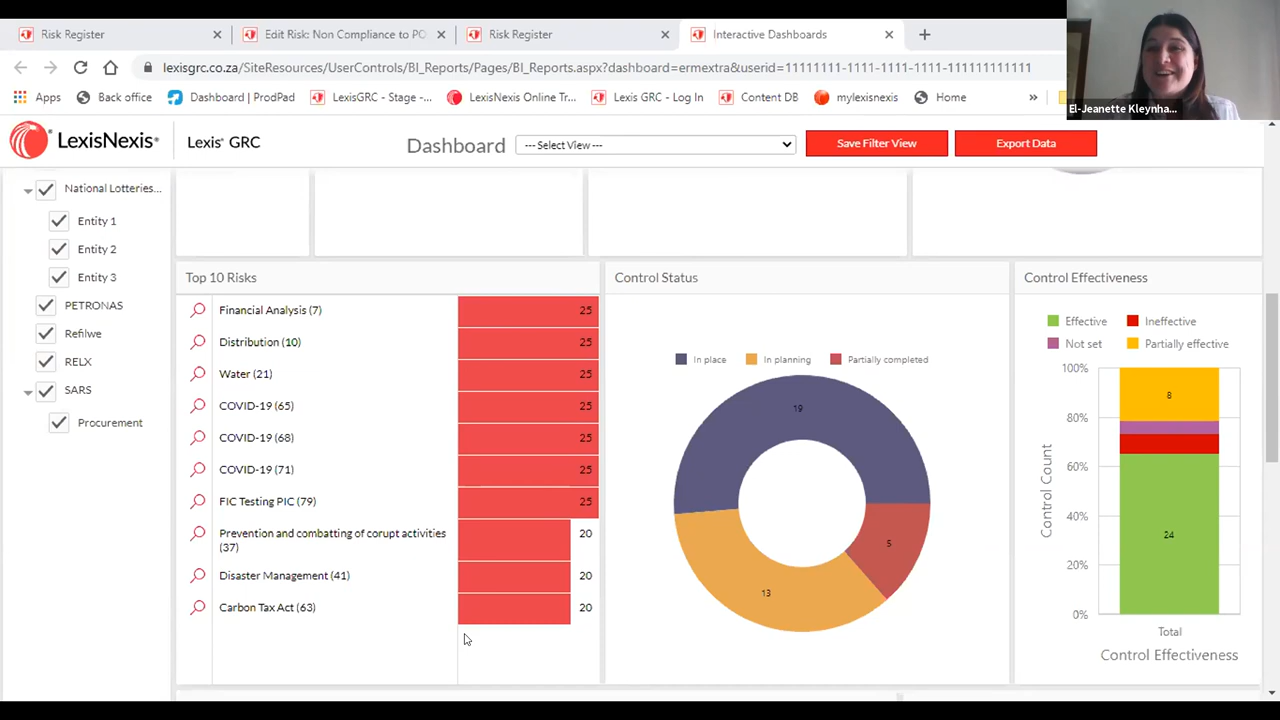 Risk Register
Edit Risk: Non Compliance to PO
Risk Register
Interactive Dashboards
lexisgrc.co.za/SiteResources/UserControls/BI_Reports/Pages/BI_Reports.aspx?dashboard=ermextra&userid=11111111-1111-1111-1111-111111111111
El-Jeanette Kleynha...
Apps
Back office
Dashboard | ProdPad
LexisGRC - Stage -...
LexisNexis Online Tr...
Lexis GRC - Log In
Content DB
mylexisnexis
Home
»
LexisNexis®
Lexis® GRC
Dashboard
--- Select View ---
Save Filter View
Export Data
National Lotteries...
Entity 1
Entity 2
Entity 3
PETRONAS
Refilwe
RELX
SARS
Procurement
Top 10 Risks
Financial Analysis (7) 25
Distribution (10) 25
Water (21) 25
COVID-19 (65) 25
COVID-19 (68) 25
COVID-19 (71) 25
FIC Testing PIC (79) 25
Prevention and combatting of corupt activities 20
(37)
Disaster Management (41) 20
Carbon Tax Act (63) 20
Control Status
In place
In planning
Partially completed
19
5
13
Control Effectiveness
Effective
Ineffective
Not set
Partially effective
100%
80%
60%
40%
20%
0%
Control Count
8
24
Total
Control Effectiveness